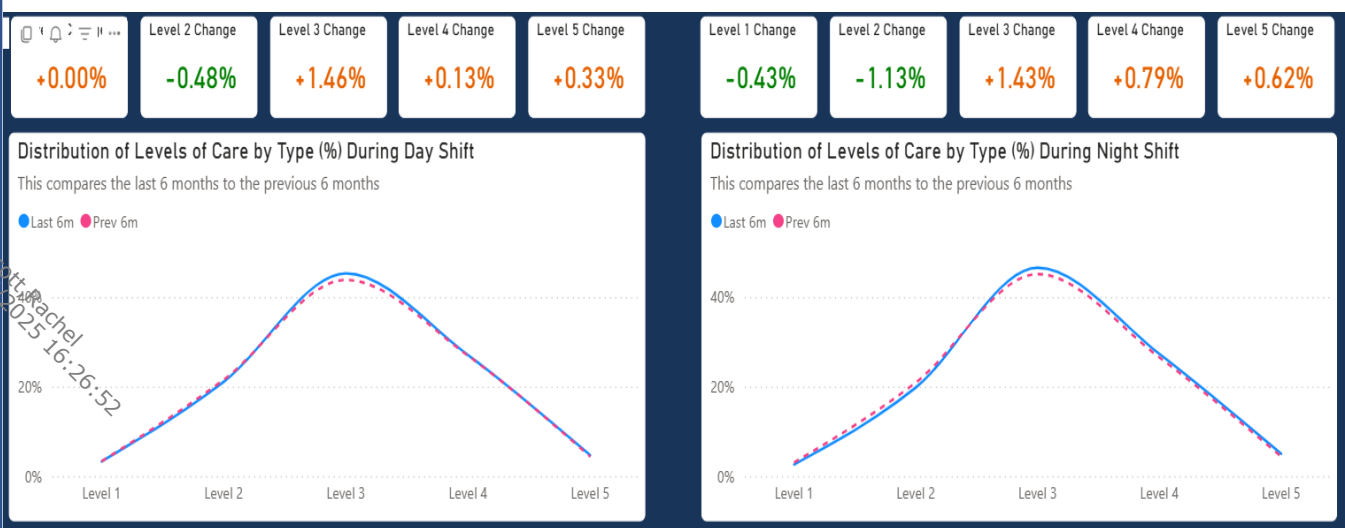 Level 2 Change
Level 3 Change
Level 4 Change
Level 5 Change
+0.00%
-0.48%
+1.46%
+0.13%
+0.33%
Distribution of Levels of Care by Type (%) During Day Shift
This compares the last 6 months to the previous 6 months
Last 6m Prev 6m
40%
20%
0%
Level 1 Level 2 Level 3 Level 4 Level 5
Rachel
2025 16:26:52
Level 1 Change
Level 2 Change
Level 3 Change
Level 4 Change
Level 5 Change
-0.43%
-1.13%
+1.43%
+0.79%
+0.62%
Distribution of Levels of Care by Type (%) During Night Shift
This compares the last 6 months to the previous 6 months
Last 6m Prev 6m
40%
20%
0%
Level 1 Level 2 Level 3 Level 4 Level 5